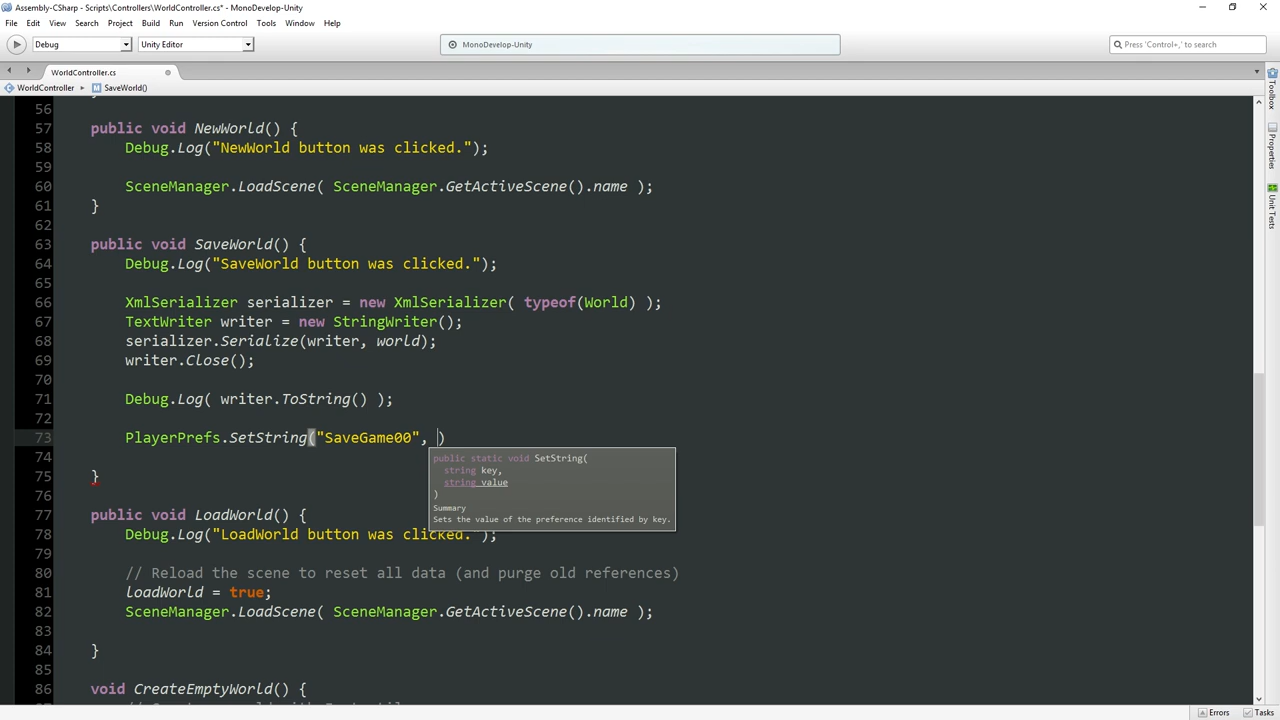 Assembly-CSharp - Scripts\Controllers\WorldController.cs* - MonoDevelop-Unity
File Edit View Search Project Build Run Version Control Tools Window Help
Debug Unity Editor MonoDevelop-Unity Press 'Control+,' to search
WorldController.cs
WorldController SaveWorld()
Toolbox
Properties
Unit Tests
56
57 public void NewWorld() {
58 Debug.Log("NewWorld button was clicked.");
59
60 SceneManager.LoadScene( SceneManager.GetActiveScene().name );
61 }
62
63 public void SaveWorld() {
64 Debug.Log("SaveWorld button was clicked.");
65
66 XmlSerializer serializer = new XmlSerializer( typeof(World) );
67 TextWriter writer = new StringWriter();
68 serializer.Serialize(writer, world);
69 writer.Close();
70
71 Debug.Log( writer.ToString() );
72
73 PlayerPrefs.SetString("SaveGame00", )
public static void SetString(
string key,
string value
)
Summary
Sets the value of the preference identified by key.
75 }
76
77 public void LoadWorld() {
78 Debug.Log("LoadWorld button was clicked.");
79
80 // Reload the scene to reset all data (and purge old references)
81 loadWorld = true;
82 SceneManager.LoadScene( SceneManager.GetActiveScene().name );
83
84 }
85
86 void CreateEmptyWorld() {
Errors Tasks